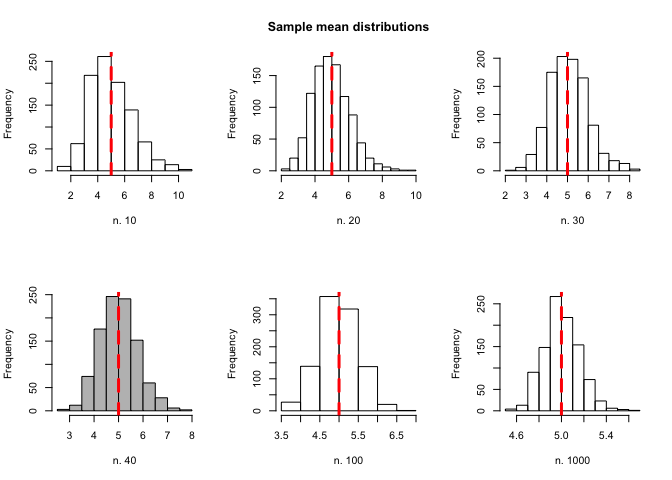 Sample mean distributions
Frequency
0 50 150 250
2 4 6 8 10
n. 10
Frequency
0 50 100 150
2 4 6 8 10
n. 20
Frequency
0 50 100 150 200
2 3 4 5 6 7 8
n. 30
Frequency
0 50 150 250
3 4 5 6 7 8
n. 40
Frequency
0 100 200 300
3.5 4.5 5.5 6.5
n. 100
Frequency
0 50 150 250
4.6 5.0 5.4
n. 1000